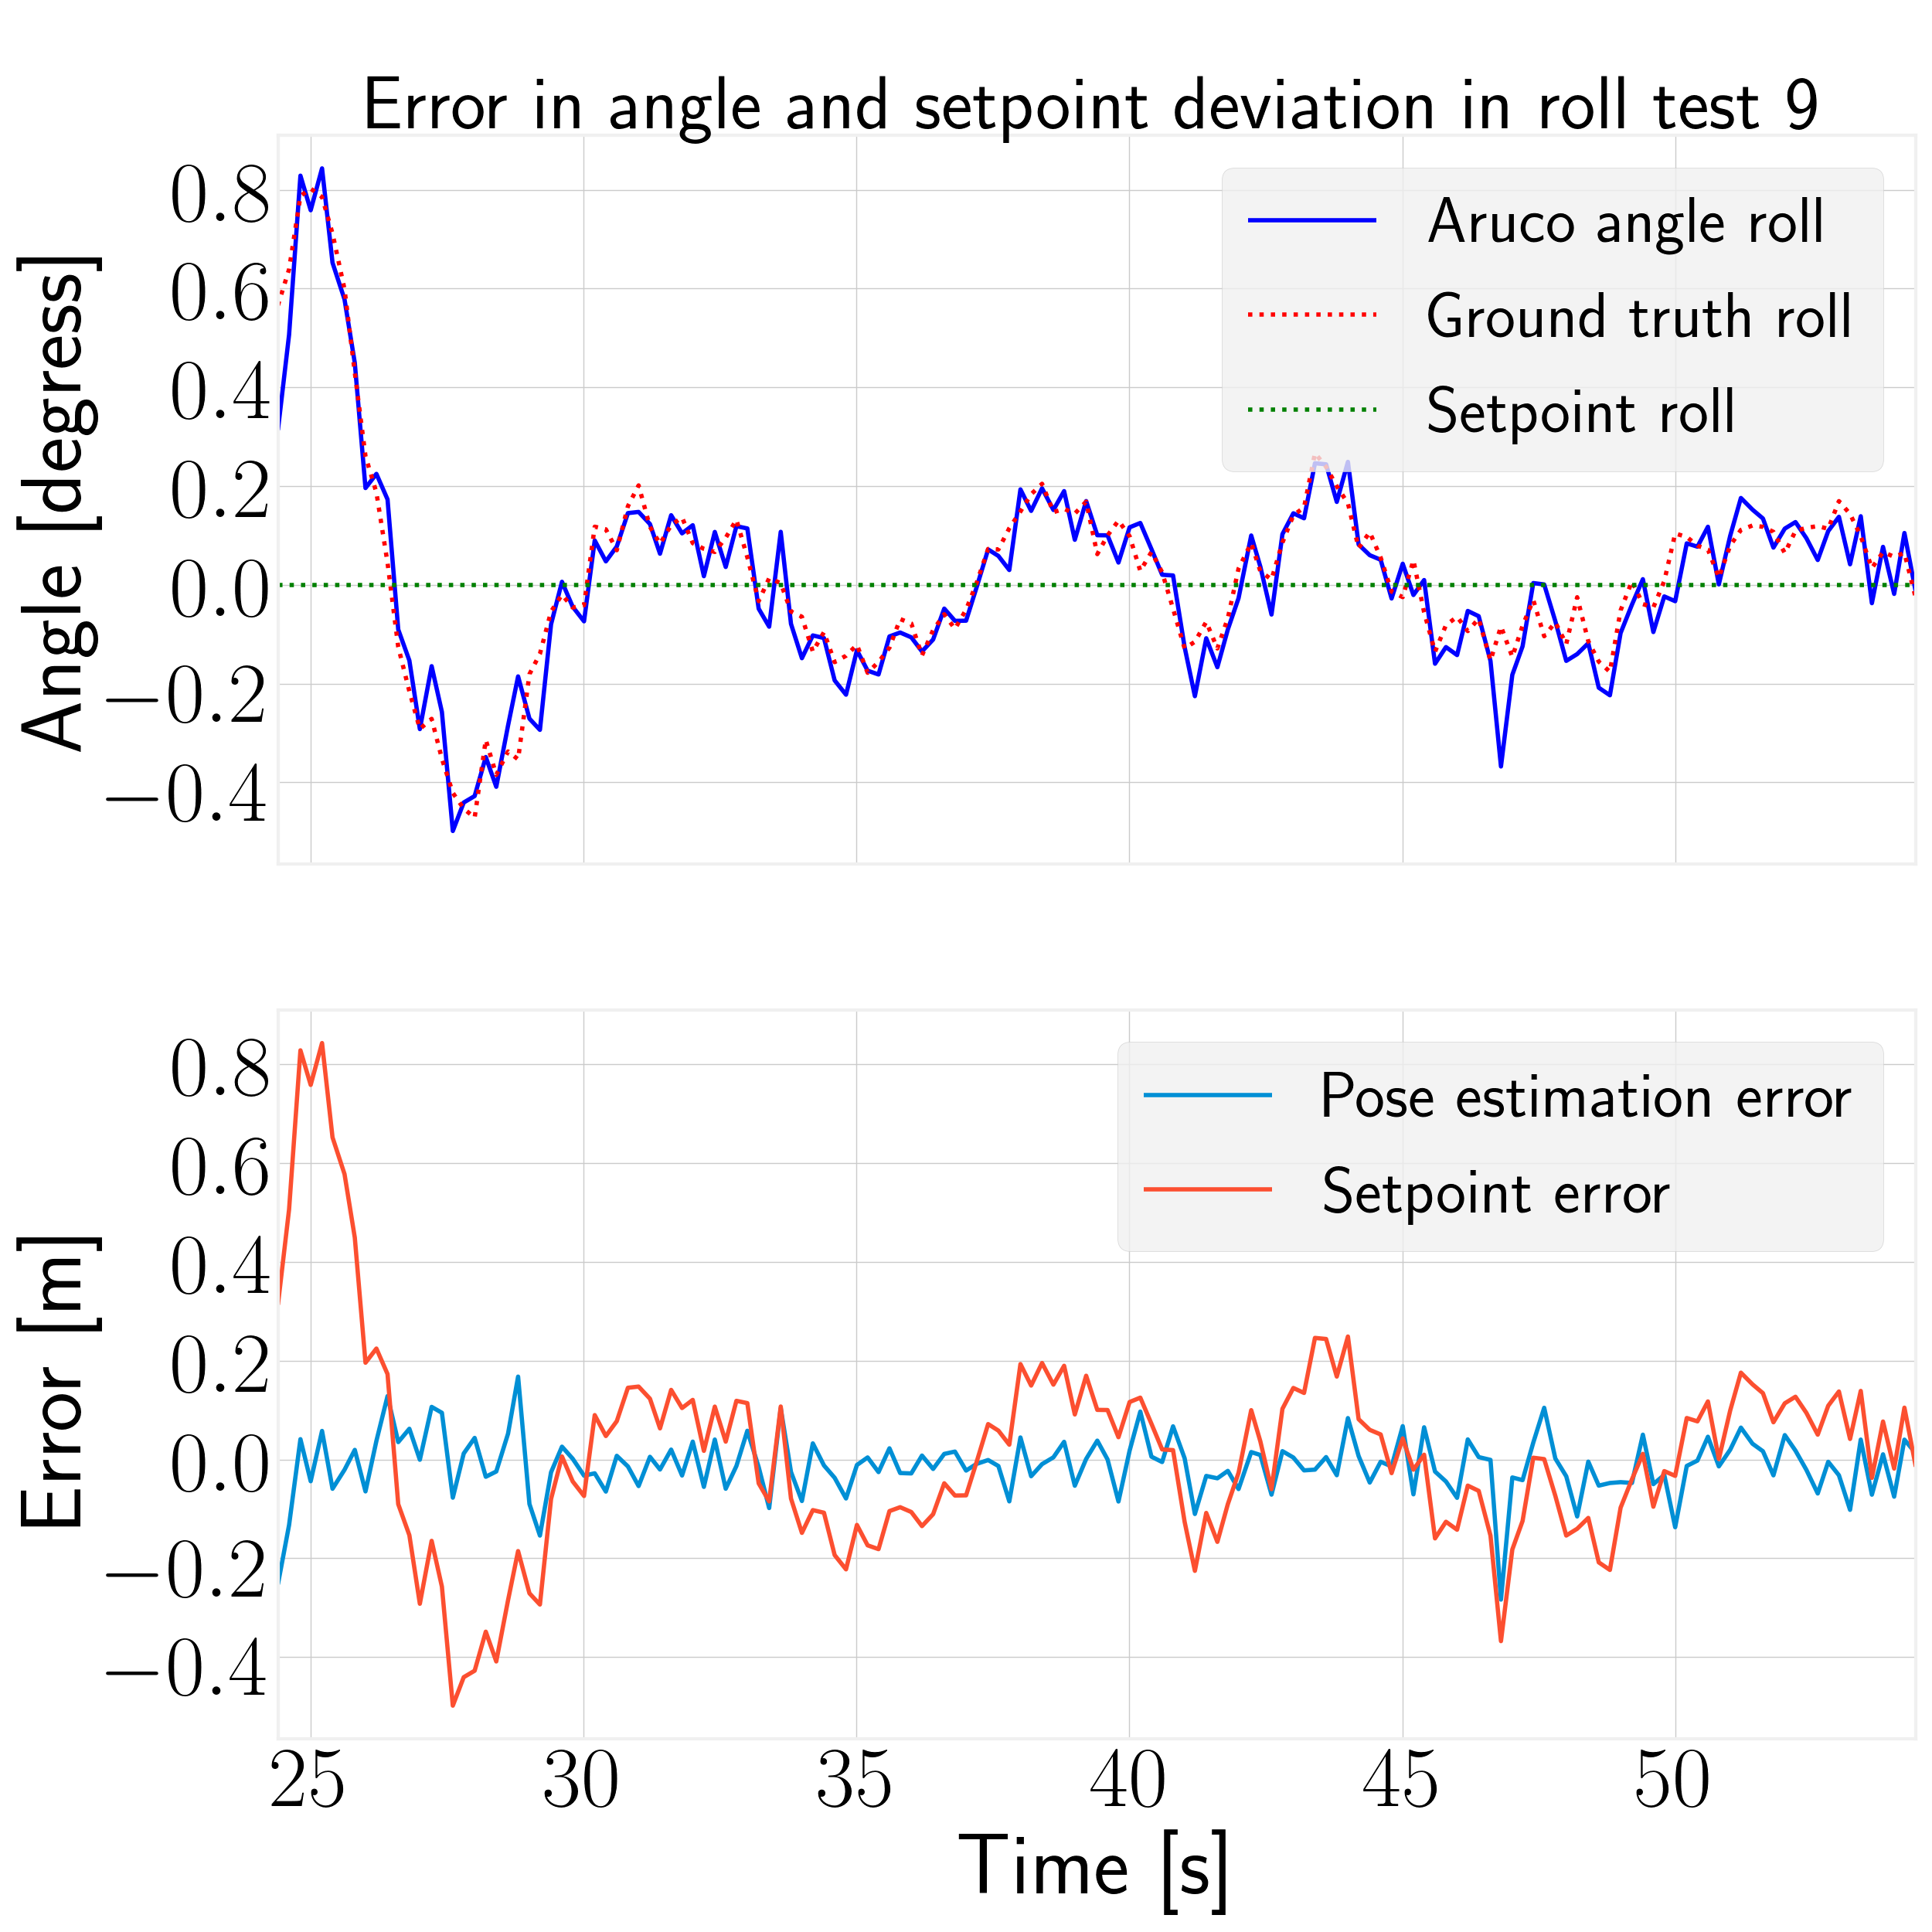 Error in angle and setpoint deviation in roll test 9
Angle [degress]
0.8
0.6
0.4
0.2
0.0
−0.2
−0.4
Aruco angle roll
Ground truth roll
Setpoint roll
Error [m]
0.8
0.6
0.4
0.2
0.0
−0.2
−0.4
Pose estimation error
Setpoint error
25 30 35 40 45 50
Time [s]